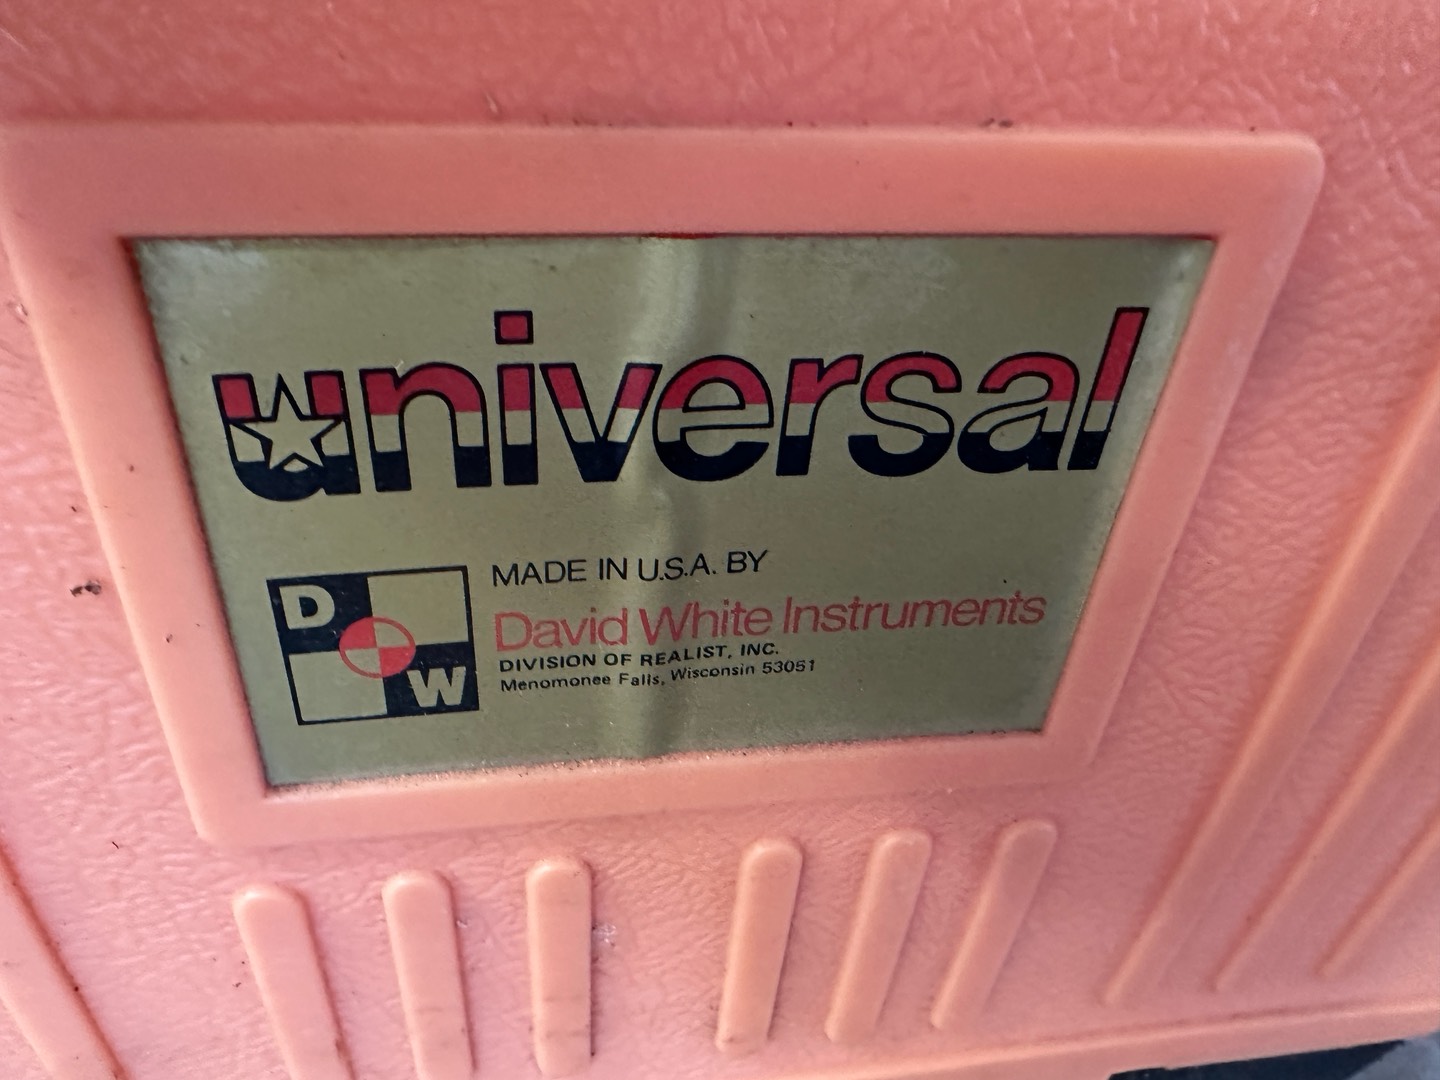 universal
D
W
MADE IN U.S.A. BY
David White Instruments
DIVISION OF REALIST, INC.
Menomonee Falls, Wisconsin 53051